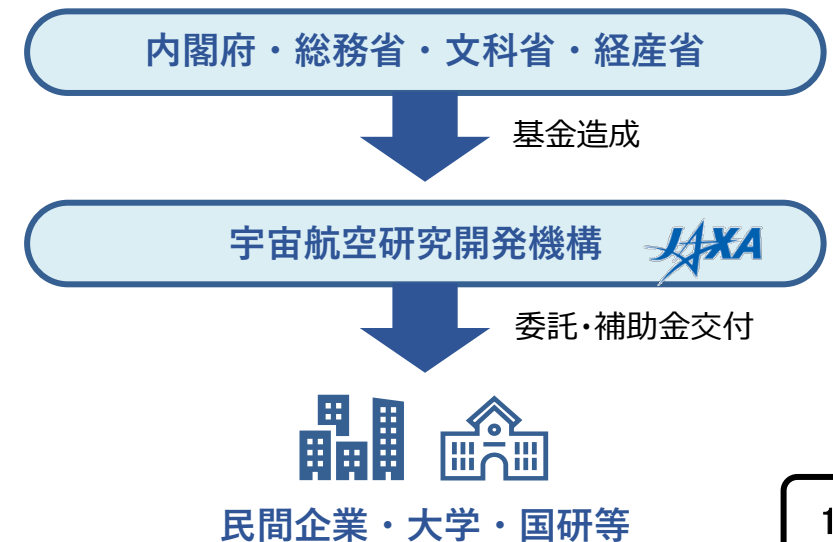 内閣府・総務省・文科省・経産省
基金造成
宇宙航空研究開発機構 JAXA
委託・補助金交付
民間企業・大学・国研等
1